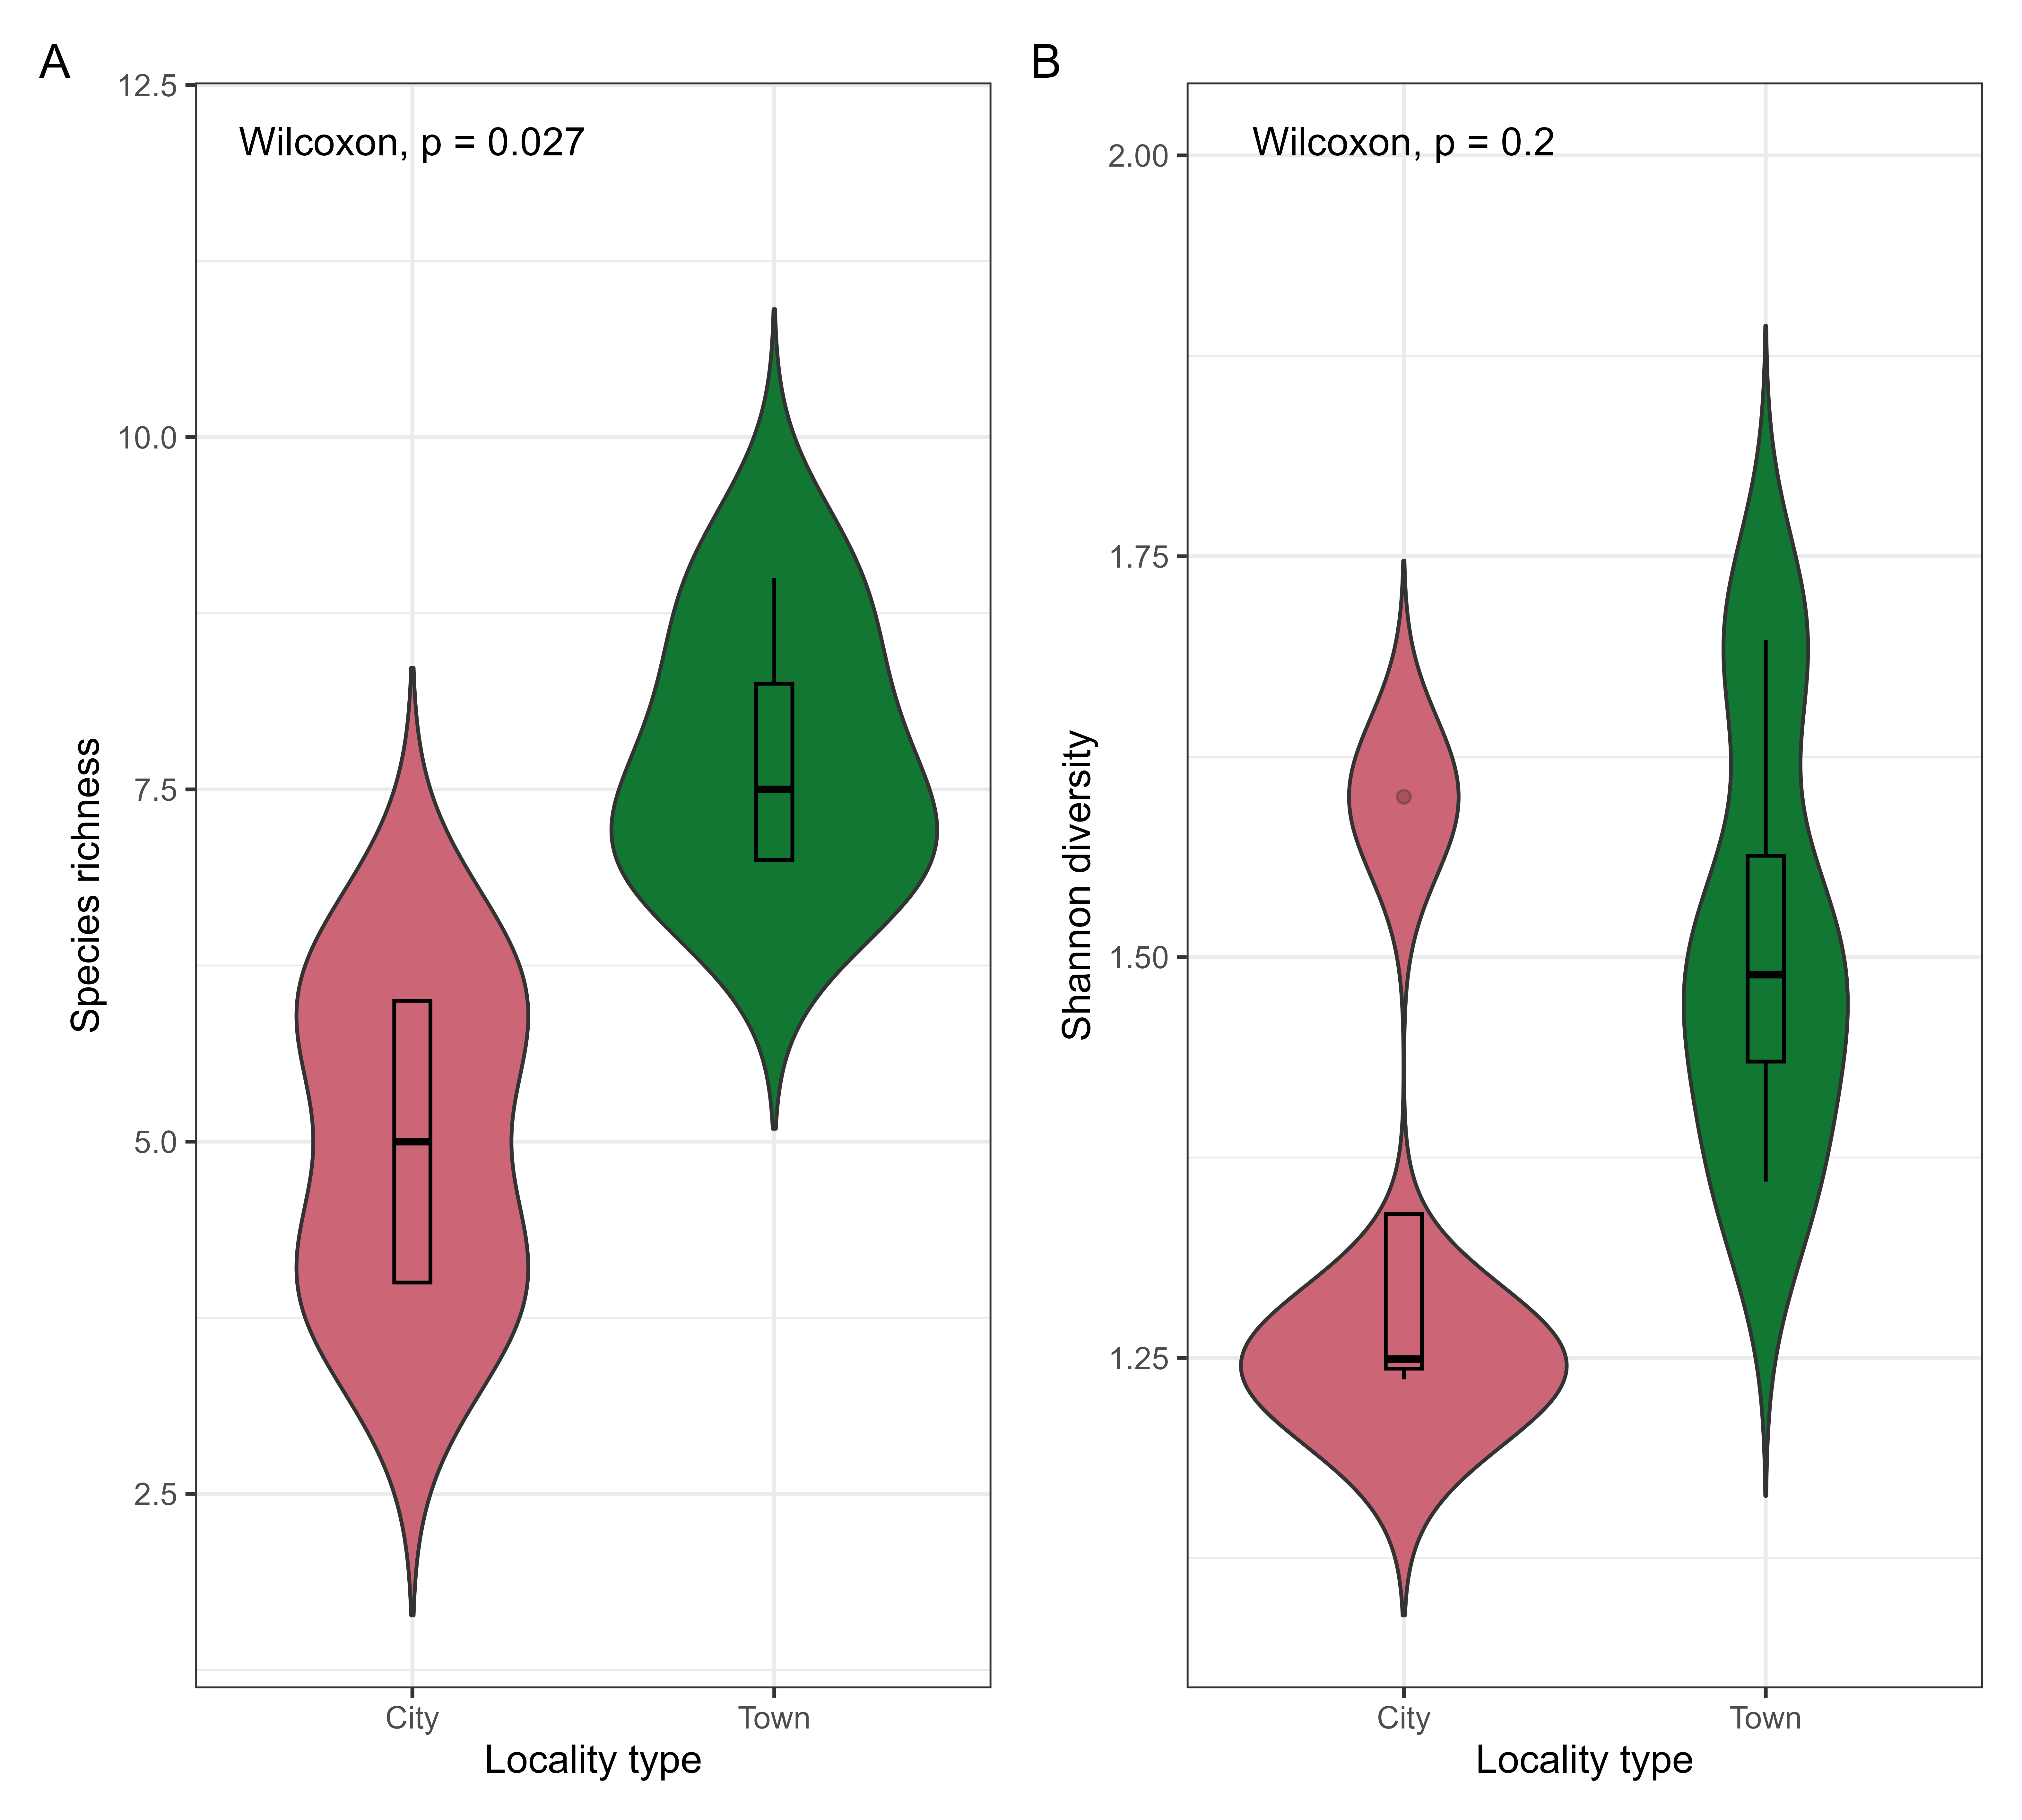 A
12.5
Wilcoxon, p = 0.027
10.0
7.5
5.0
2.5
Species richness
City
Town
Locality type
B
Wilcoxon, p = 0.2
2.00
1.75
1.50
1.25
Shannon diversity
City
Town
Locality type